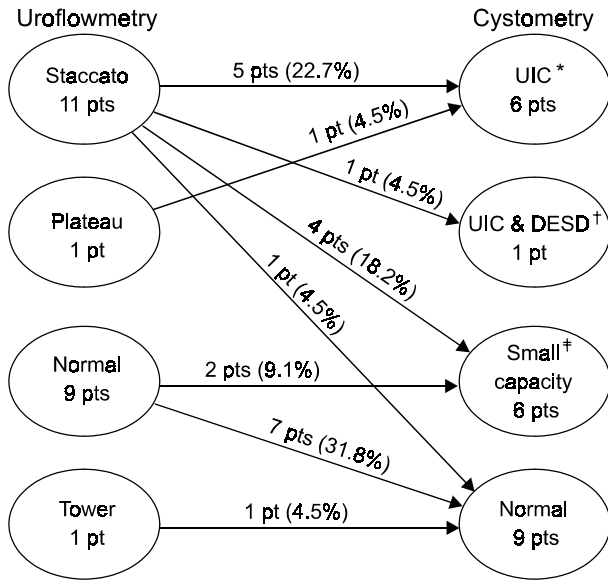 Uroflowmetry
Cystometry
Staccato
11 pts
5 pts (22.7%)
UIC *
6 pts
1 pt (4.5%)
1 pt (4.5%)
Plateau
1 pt
UIC & DESD†
1 pt
4 pts (18.2%)
1 pt (4.5%)
Normal
9 pts
2 pts (9.1%)
Small‡
capacity
6 pts
7 pts (31.8%)
Tower
1 pt
1 pt (4.5%)
Normal
9 pts